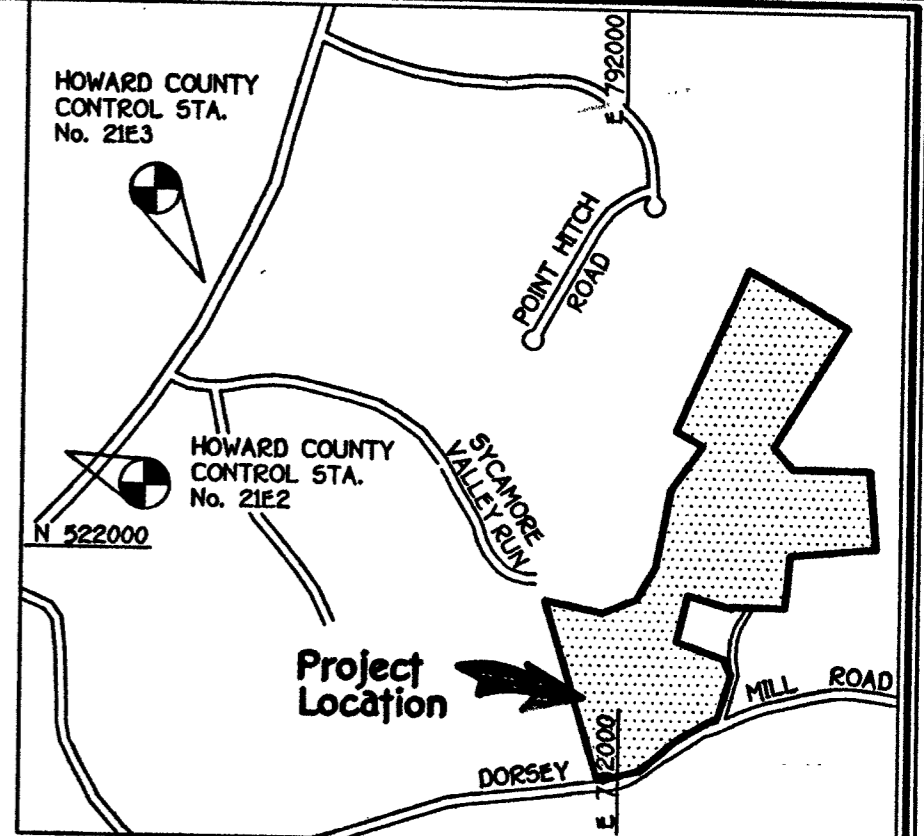 HOWARD COUNTY
CONTROL STA.
No. 21E3
E 792000
POINT HITCH
ROAD
HOWARD COUNTY
CONTROL STA.
No. 21E2
SYCAMORE
VALLEY RUN
N 522000
Project
Location
MILL ROAD
DORSEY
E 792000